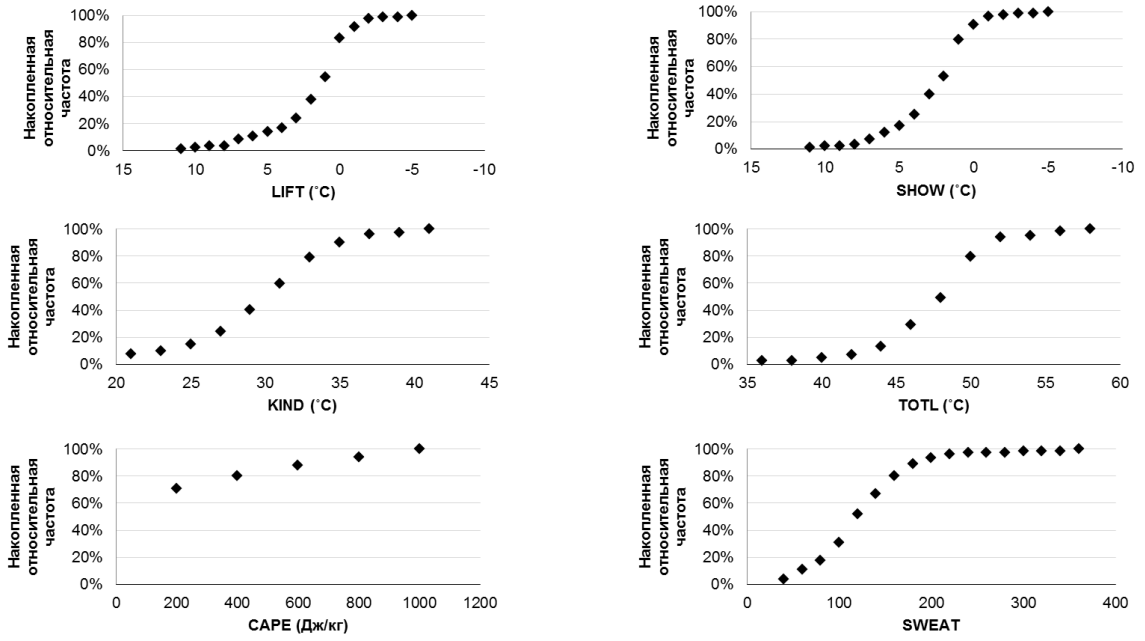 Накопленная
относительная
частота
100%
80%
60%
40%
20%
0%
15 10 5 0 -5 -10
LIFT (˚C)
Накопленная
относительная
частота
100%
80%
60%
40%
20%
0%
15 10 5 0 -5 -10
SHOW (˚C)
Накопленная
относительная
частота
100%
80%
60%
40%
20%
0%
20 25 30 35 40 45
KIND (˚C)
Накопленная
относительная
частота
100%
80%
60%
40%
20%
0%
35 40 45 50 55 60
TOTL (˚C)
Накопленная
относительная
частота
100%
80%
60%
40%
20%
0%
0 200 400 600 800 1000 1200
CAPE (Дж/кг)
Накопленная
относительная
частота
100%
80%
60%
40%
20%
0%
0 100 200 300 400
SWEAT